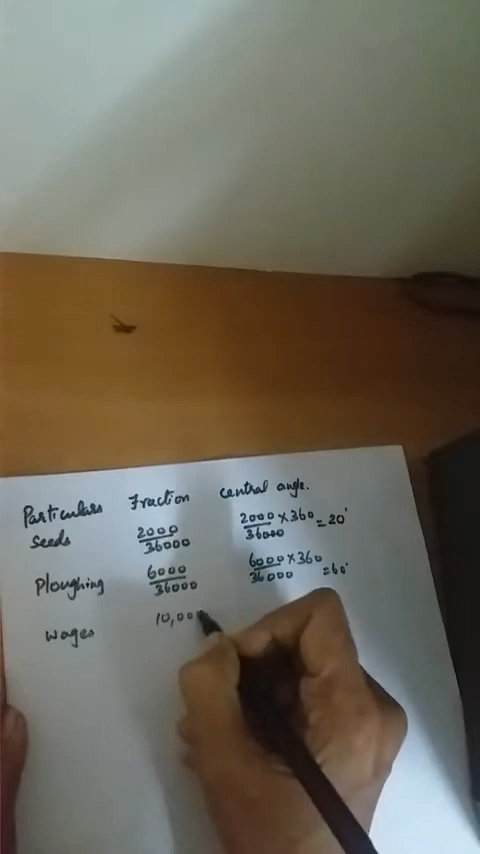 Particulars Fraction central angle.
Seeds 2000/36000 2000/36000 × 360 = 20°
Ploughing 6000/36000 6000/36000 × 360 = 60°
Wages 10,00